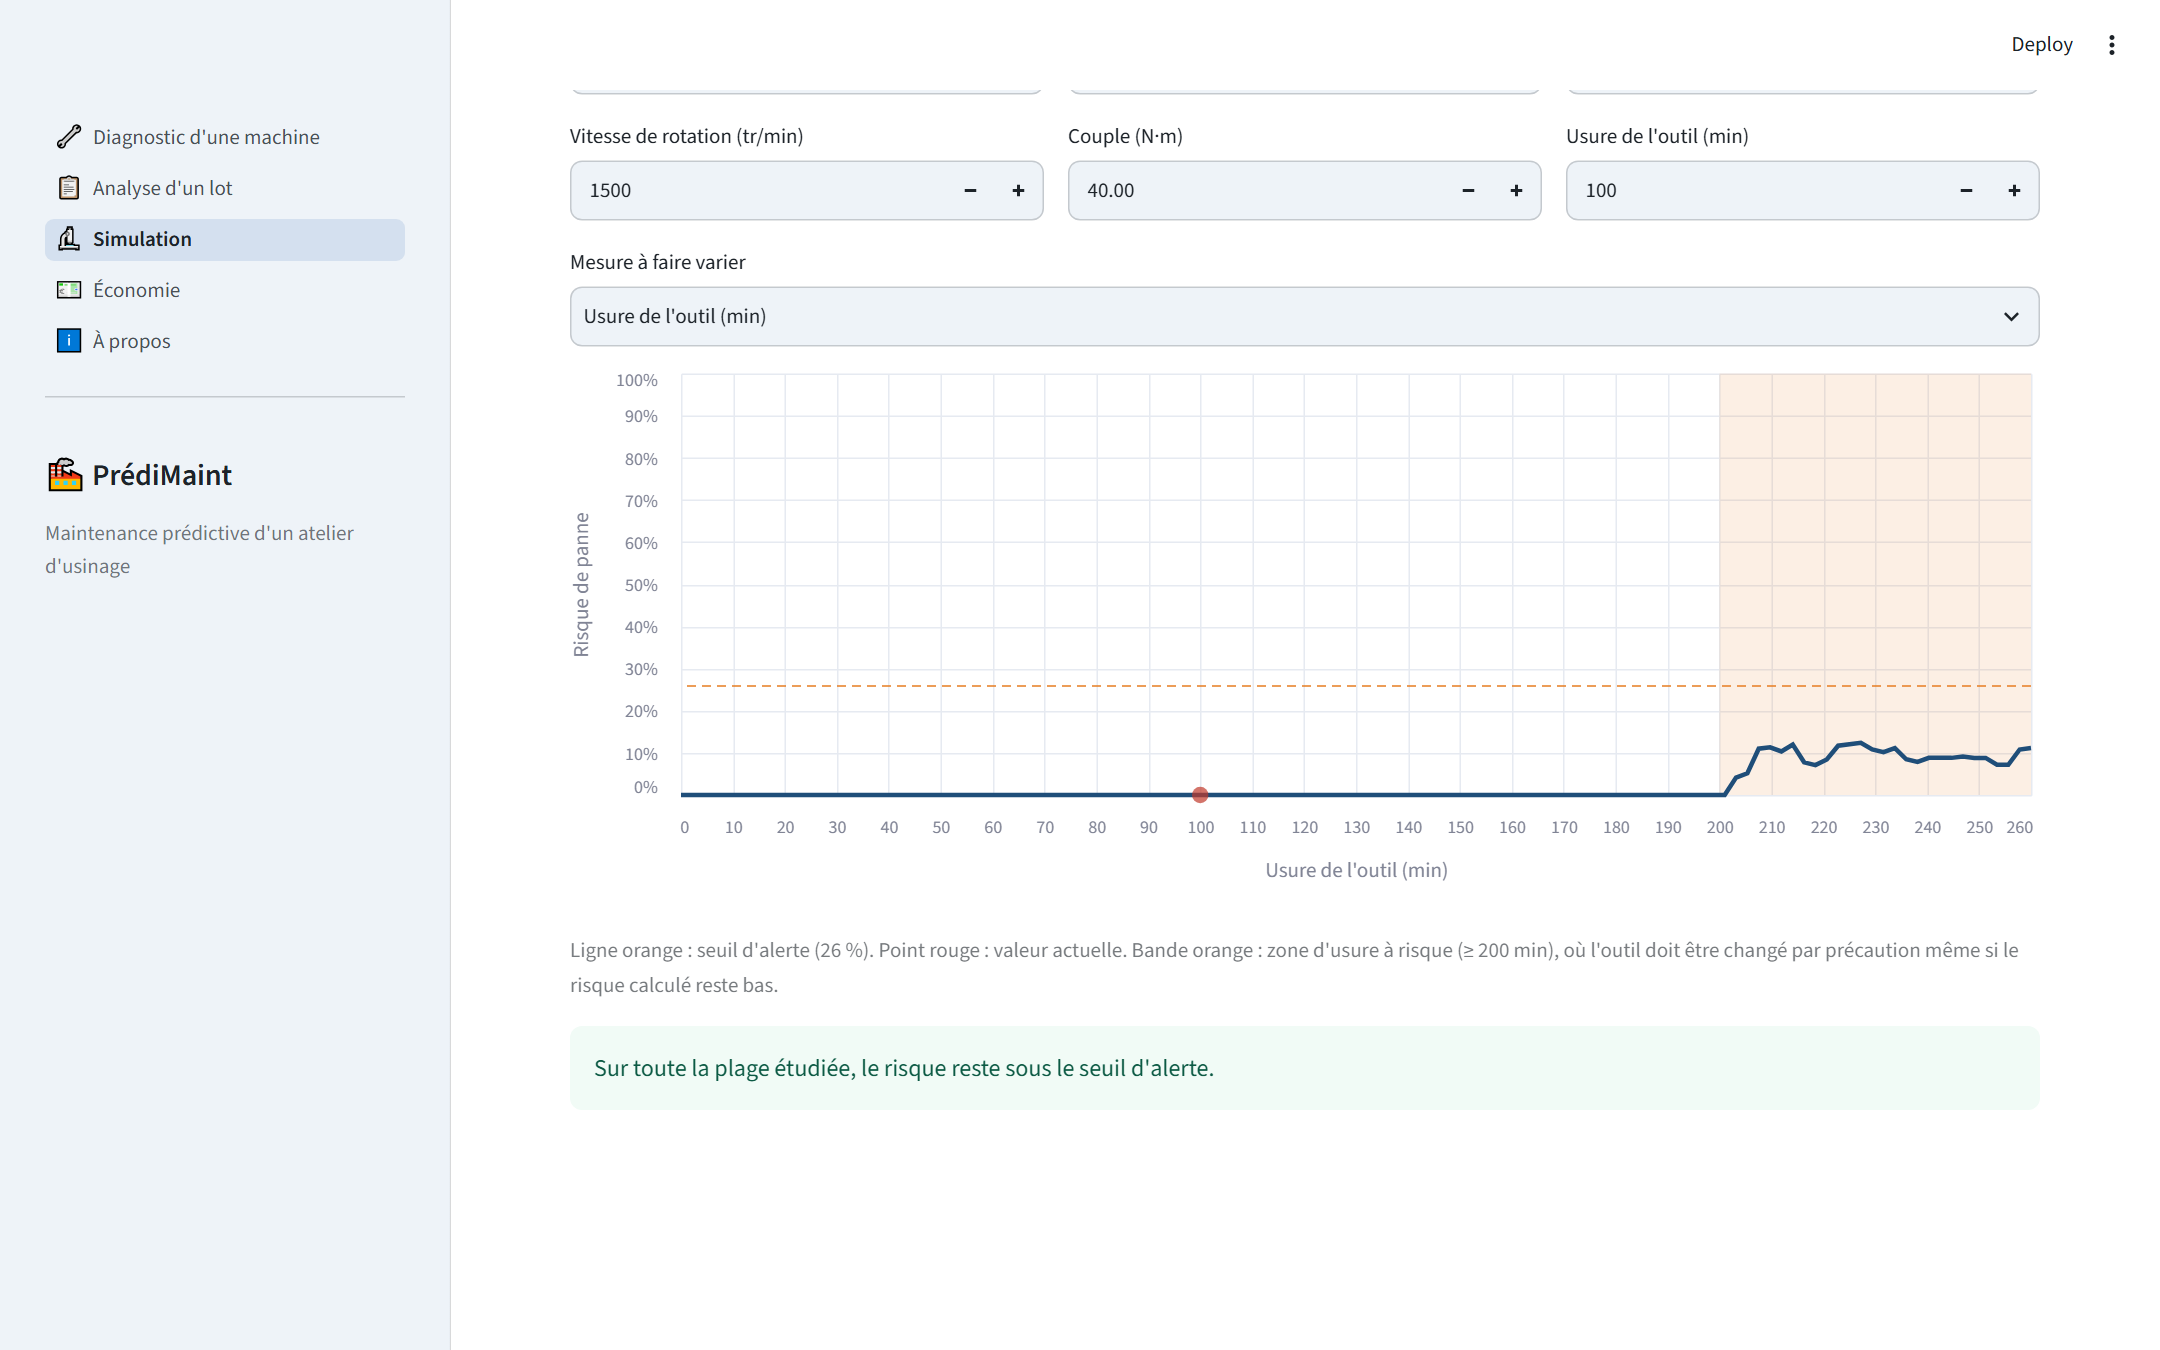 Deploy
Diagnostic d'une machine
Analyse d'un lot
Simulation
Économie
i
À propos
PrédiMaint
Maintenance prédictive d'un atelier
d'usinage
Vitesse de rotation (tr/min)
Couple (N·m)
Usure de l'outil (min)
1500
40.00
100
Mesure à faire varier
Usure de l'outil (min)
100%
90%
80%
70%
60%
50%
40%
30%
20%
10%
0%
Risque de panne
0 10 20 30 40 50 60 70 80 90 100 110 120 130 140 150 160 170 180 190 200 210 220 230 240 250 260
Usure de l'outil (min)
Ligne orange : seuil d'alerte (26 %). Point rouge : valeur actuelle. Bande orange : zone d'usure à risque (≥ 200 min), où l'outil doit être changé par précaution même si le
risque calculé reste bas.
Sur toute la plage étudiée, le risque reste sous le seuil d'alerte.